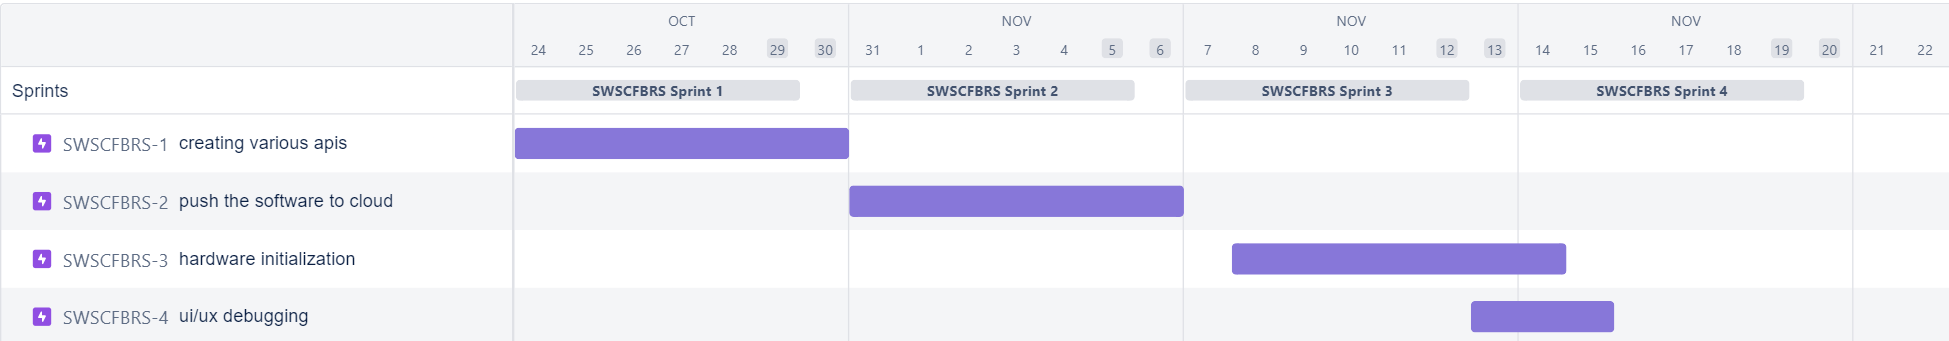 OCT NOV NOV NOV
24 25 26 27 28 29 30 31 1 2 3 4 5 6 7 8 9 10 11 12 13 14 15 16 17 18 19 20 21 22
Sprints SWSCFBRS Sprint 1 SWSCFBRS Sprint 2 SWSCFBRS Sprint 3 SWSCFBRS Sprint 4
SWSCFBRS-1 creating various apis
SWSCFBRS-2 push the software to cloud
SWSCFBRS-3 hardware initialization
SWSCFBRS-4 ui/ux debugging